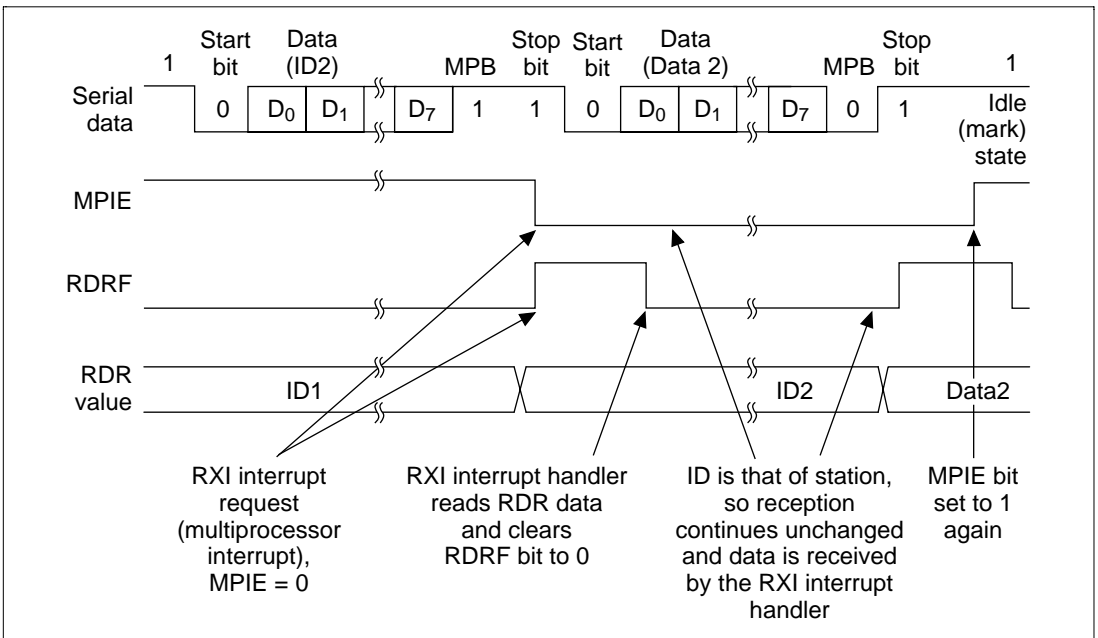 Start Data Stop Start Data Stop
1 bit (ID2) MPB bit bit (Data 2) MPB bit 1
Serial data 0 D0 D1 D7 1 1 0 D0 D1 D7 0 1 Idle (mark) state
MPIE
RDRF
RDR value ID1 ID2 Data2
RXI interrupt
request
(multiprocessor
interrupt),
MPIE = 0
RXI interrupt handler
reads RDR data
and clears
RDRF bit to 0
ID is that of station,
so reception
continues unchanged
and data is received
by the RXI interrupt
handler
MPIE bit
set to 1
again